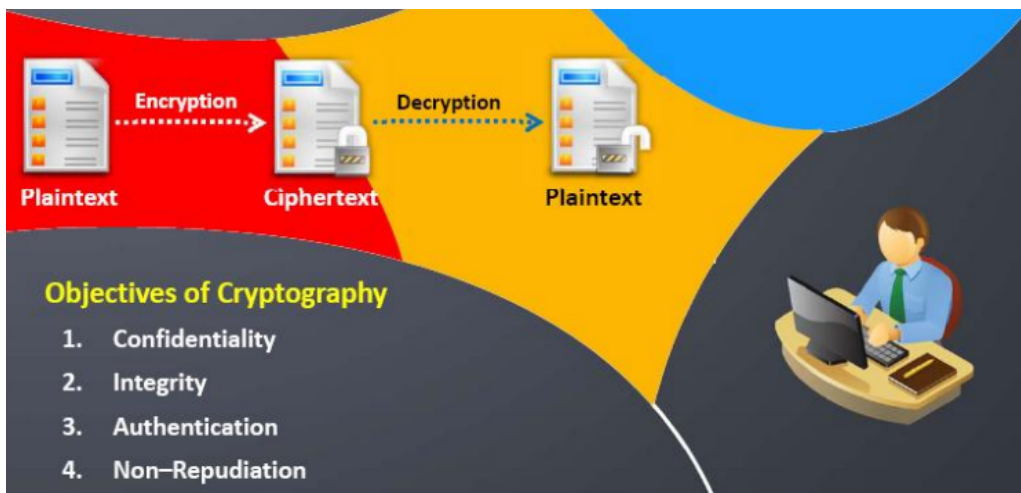 Encryption
Decryption
Plaintext
Ciphertext
Plaintext
Objectives of Cryptography
1. Confidentiality
2. Integrity
3. Authentication
4. Non–Repudiation